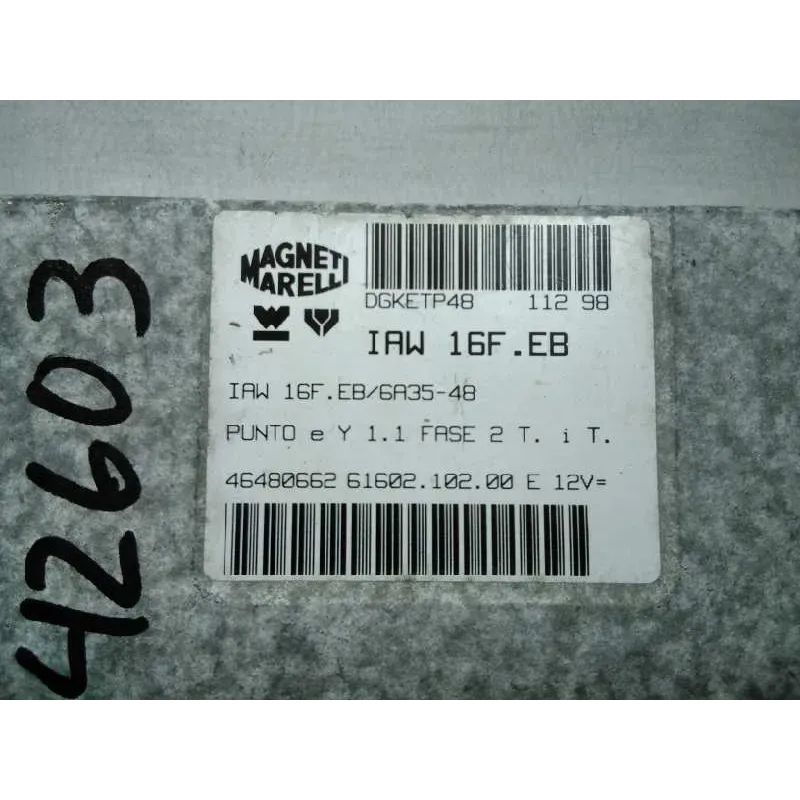 42603
MAGNETI
MARELLI
DGKETP48 112 98
IAW 16F.EB
IAW 16F.EB/6A35-48
PUNTO e Y 1.1 FASE 2 T. i T.
46480662 61602.102.00 E 12V=